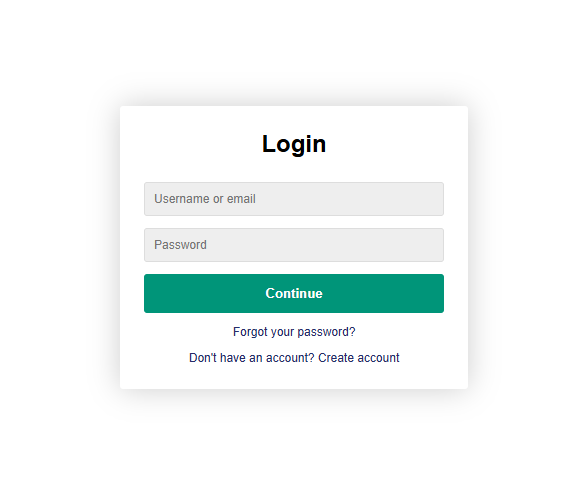 Login
Username or email
Password
Continue
Forgot your password?
Don't have an account? Create account